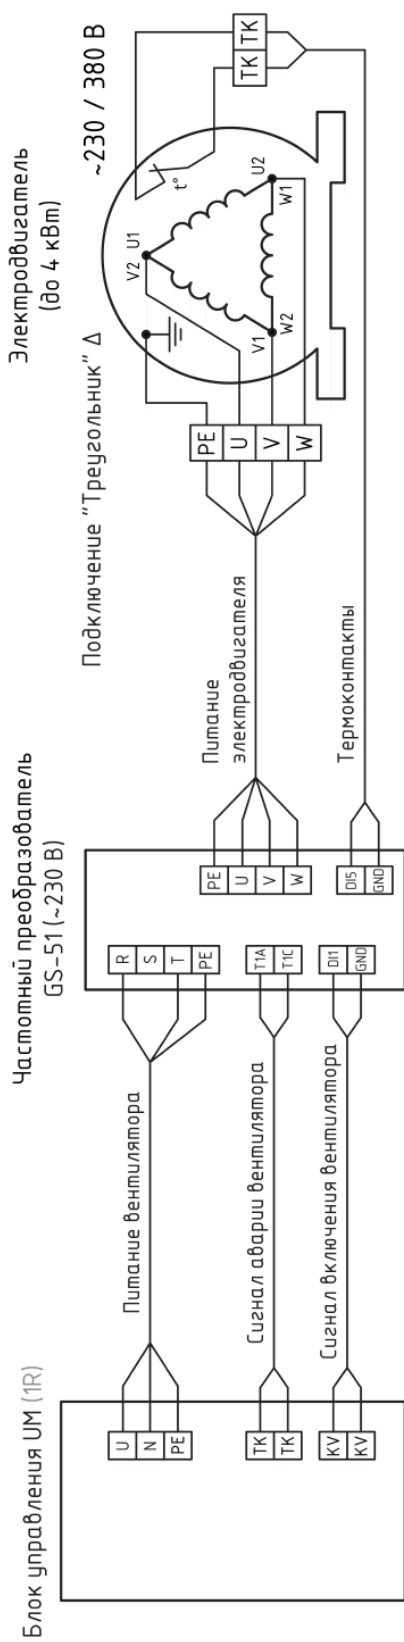 Блок управления UM (1R)
U
N
PE
TK
TK
KV
KV
Питание вентилятора
Сигнал аварии вентилятора
Сигнал включения вентилятора
Частотный преобразователь
GS-51 (~230 В)
R
S
T
PE
T1A
T1C
DI1
GND
PE
U
V
W
DI5
GND
Питание
электродвигателя
Термоконтакты
Электродвигатель
(до 4 кВт)
Подключение "Треугольник" Δ
~230 / 380 В
PE
U
V
W
V2
U1
U2
W1
V1
W2
t°
TK
TK